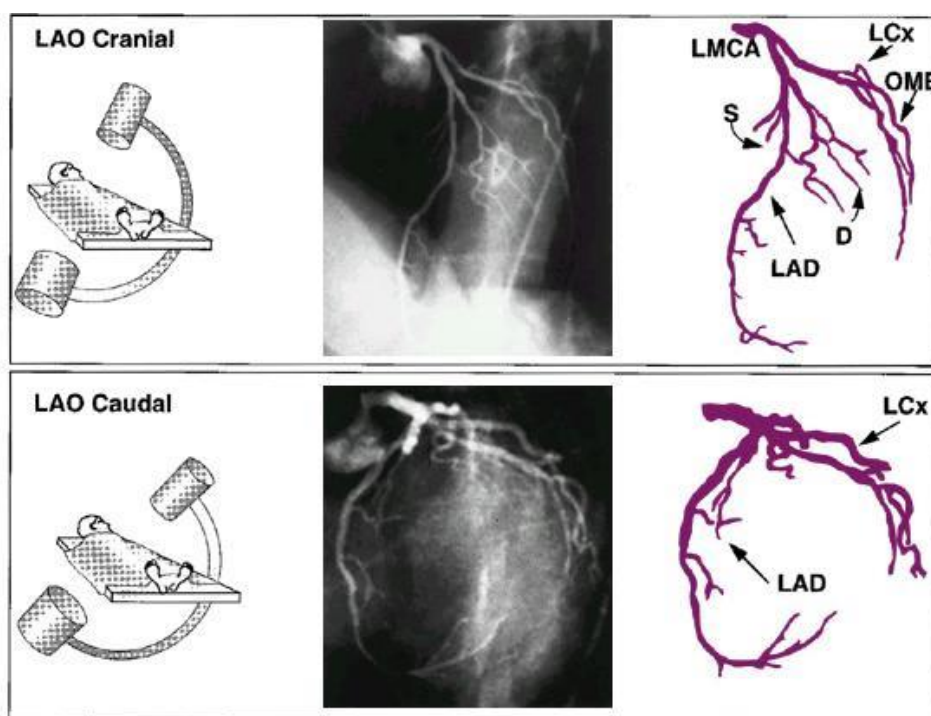 LAO Cranial
LMCA
LCx
OMB
S
D
LAD
LAO Caudal
LCx
LAD